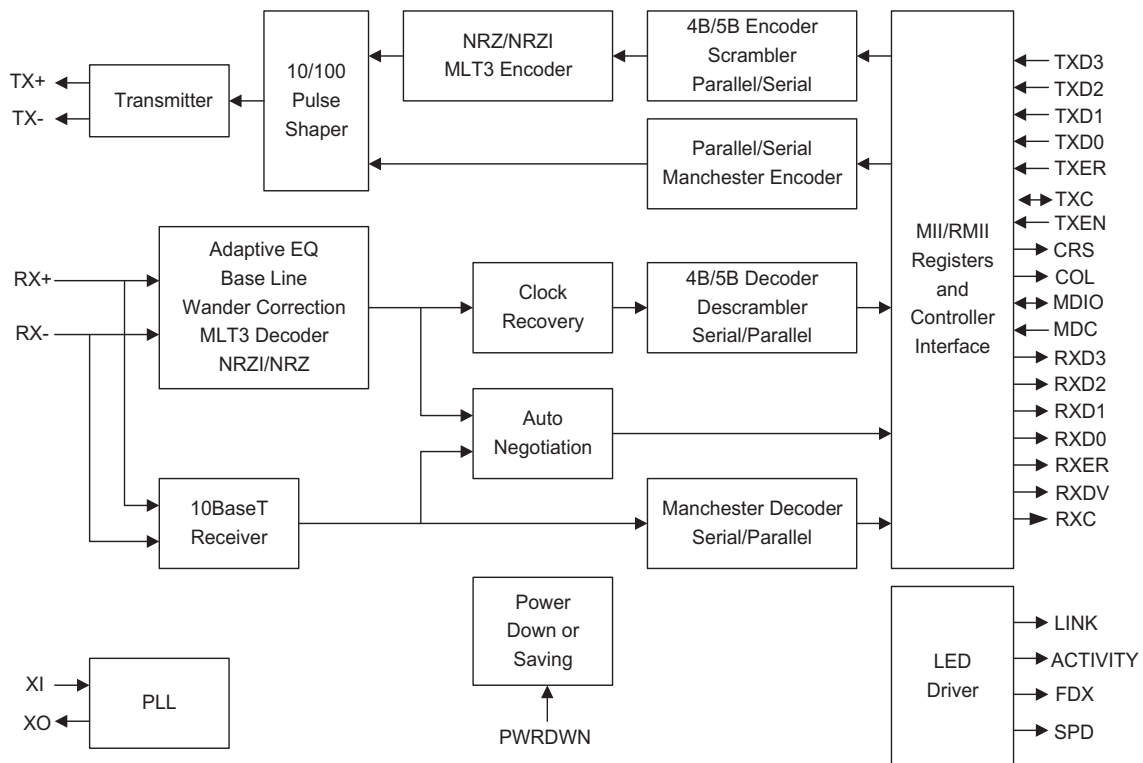 TX+
TX-
Transmitter
10/100
Pulse
Shaper
NRZ/NRZI
MLT3 Encoder
4B/5B Encoder
Scrambler
Parallel/Serial
Parallel/Serial
Manchester Encoder
RX+
RX-
Adaptive EQ
Base Line
Wander Correction
MLT3 Decoder
NRZI/NRZ
Clock
Recovery
4B/5B Decoder
Descrambler
Serial/Parallel
Auto
Negotiation
10BaseT
Receiver
Manchester Decoder
Serial/Parallel
MII/RMII
Registers
and
Controller
Interface
TXD3
TXD2
TXD1
TXD0
TXER
TXC
TXEN
CRS
COL
MDIO
MDC
RXD3
RXD2
RXD1
RXD0
RXER
RXDV
RXC
Power
Down or
Saving
PWRDWN
XI
XO
PLL
LED
Driver
LINK
ACTIVITY
FDX
SPD